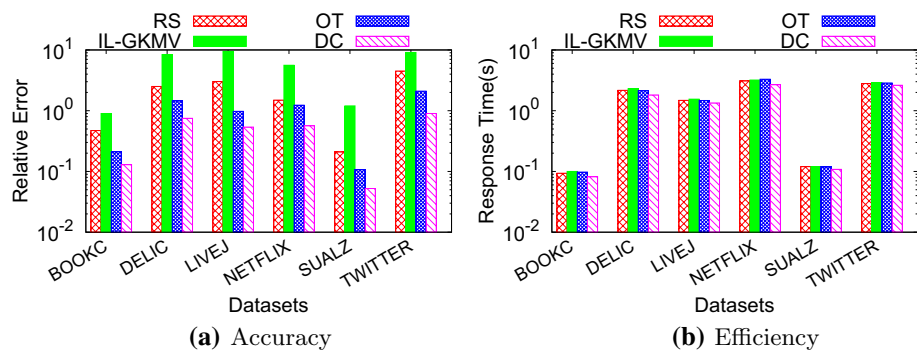 RS OT
IL-GKMV DC
Relative Error
10^1
10^0
10^-1
10^-2
BOOKC DELIC LIVEJ NETFLIX SUALZ TWITTER
Datasets
(a) Accuracy
RS OT
IL-GKMV DC
Response Time(s)
10^1
10^0
10^-1
10^-2
BOOKC DELIC LIVEJ NETFLIX SUALZ TWITTER
Datasets
(b) Efficiency